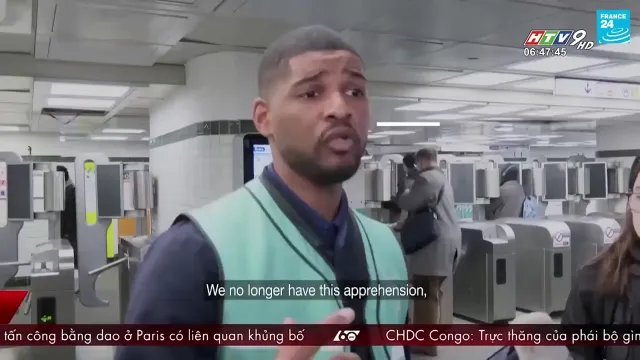 FRANCE
24
HTV9
HD
06:47:45
We no longer have this apprehension,
tấn công bằng dao ở Paris có liên quan khủng bố
60
CHDC Congo: Trực thăng của phái bộ gìn